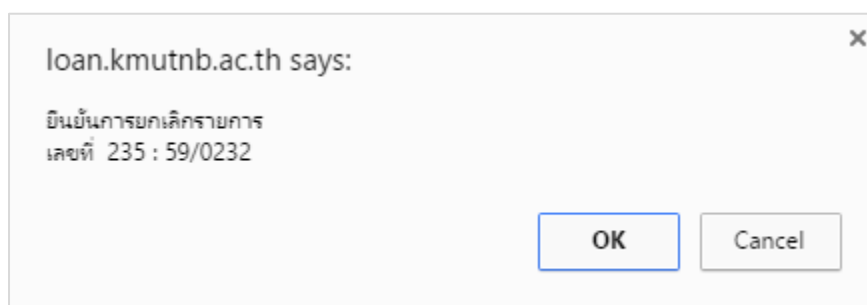 loan.kmutnb.ac.th says:
ยืนยันการยกเลิกรายการ
เลขที่ 235 : 59/0232
OK
Cancel